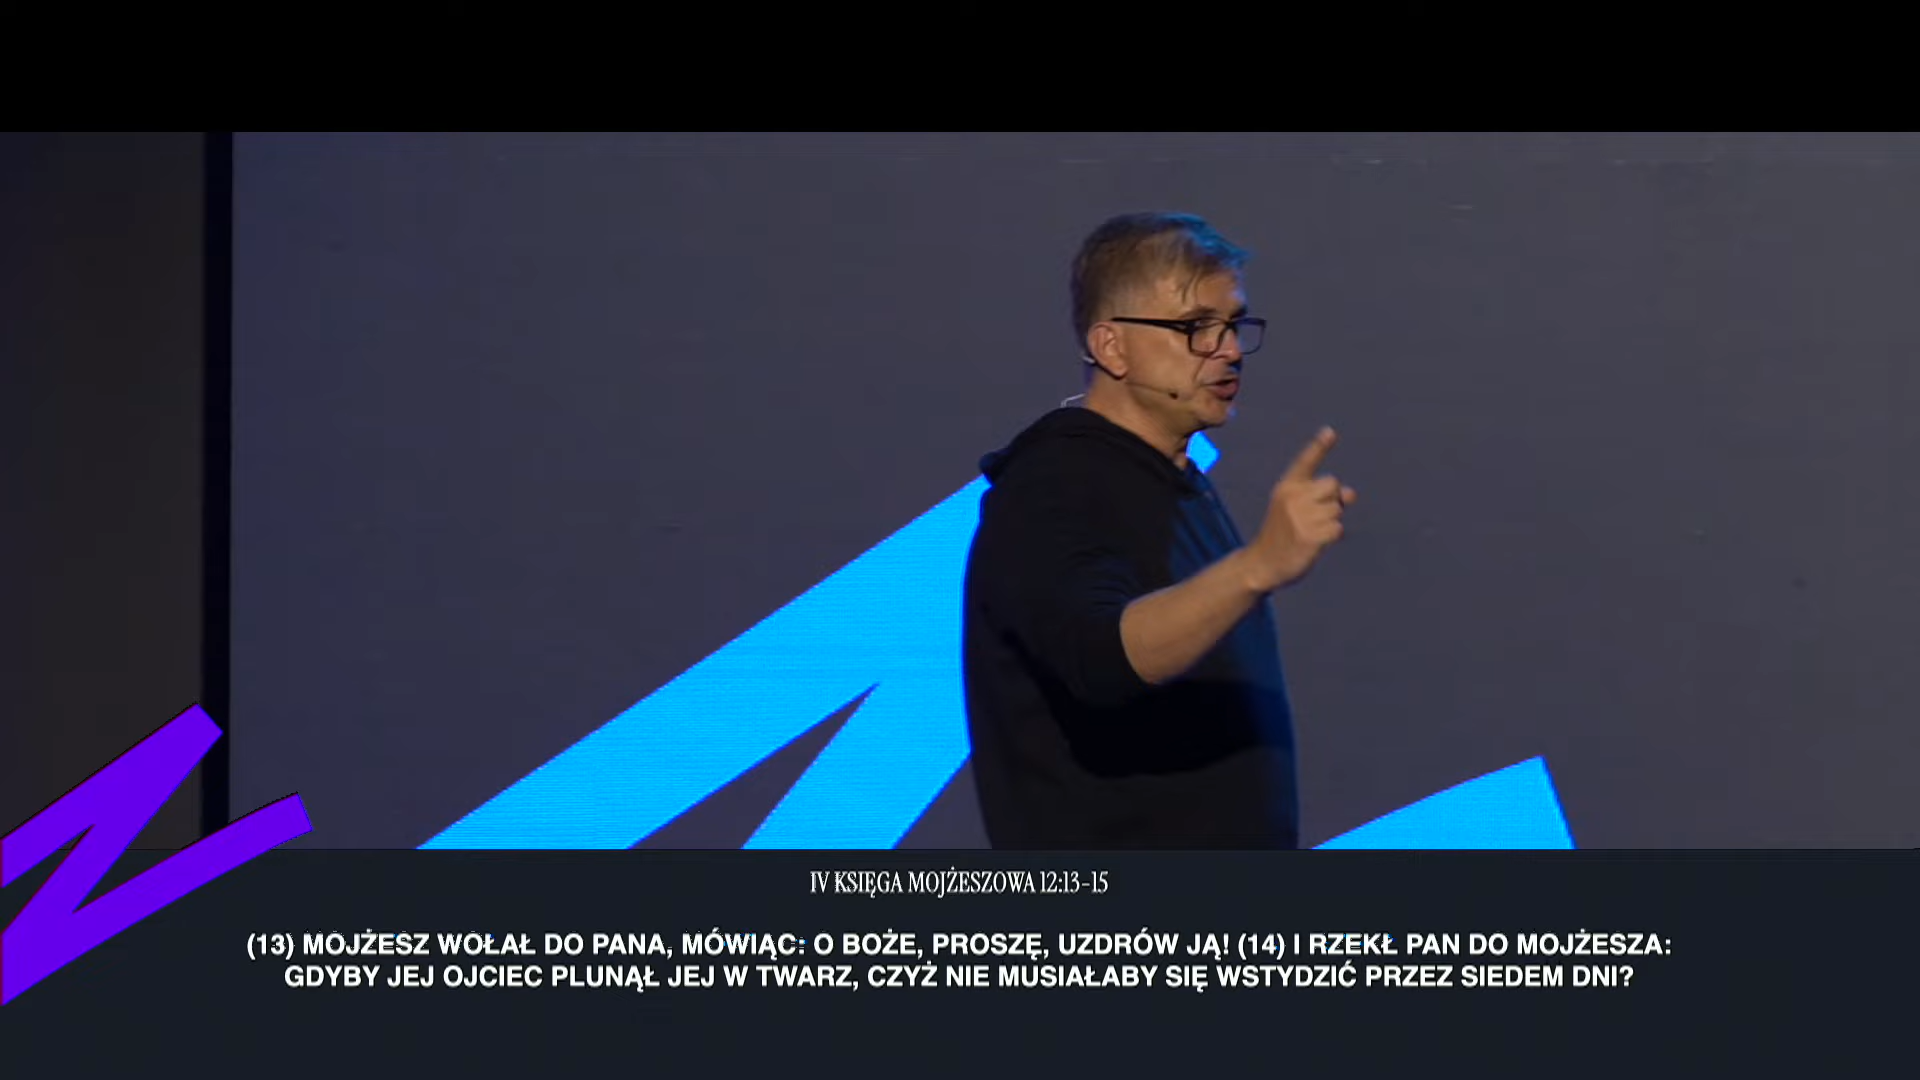 IV KSIĘGA MOJŻESZOWA 12:13-15
(13) MOJŻESZ WOŁAŁ DO PANA, MÓWIĄC: O BOŻE, PROSZĘ, UZDRÓW JĄ! (14) I RZEKŁ PAN DO MOJŻESZA:
GDYBY JEJ OJCIEC PLUNĄŁ JEJ W TWARZ, CZYŻ NIE MUSIAŁABY SIĘ WSTYDZIĆ PRZEZ SIEDEM DNI?